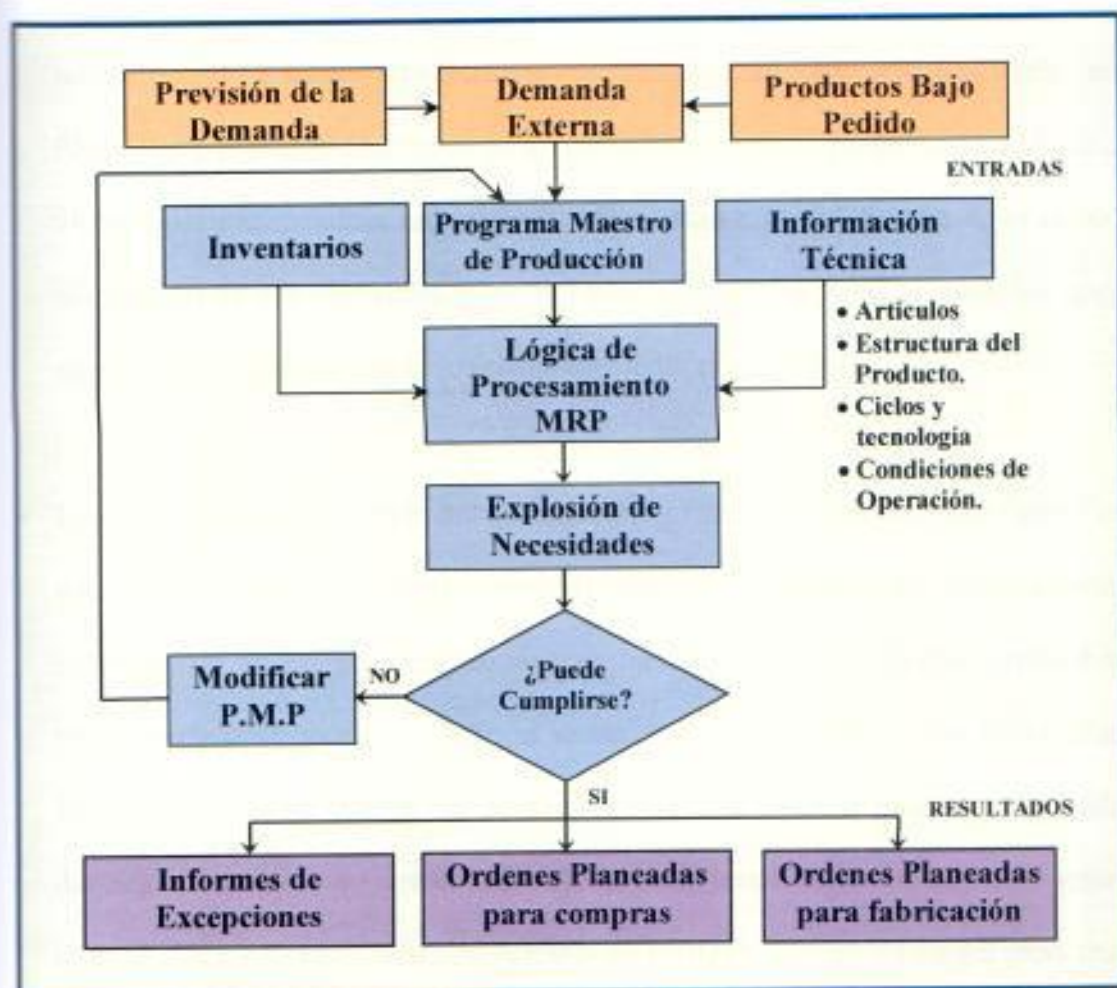 Previsión de la
Demanda
Demanda
Externa
Productos Bajo
Pedido
ENTRADAS
Inventarios
Programa Maestro
de Producción
Información
Técnica
• Artículos
• Estructura del
Producto.
• Ciclos y
tecnología
• Condiciones de
Operación.
Lógica de
Procesamiento
MRP
Explosión de
Necesidades
¿Puede
Cumplirse?
NO
Modificar
P.M.P
SI
RESULTADOS
Informes de
Excepciones
Ordenes Planeadas
para compras
Ordenes Planeadas
para fabricación